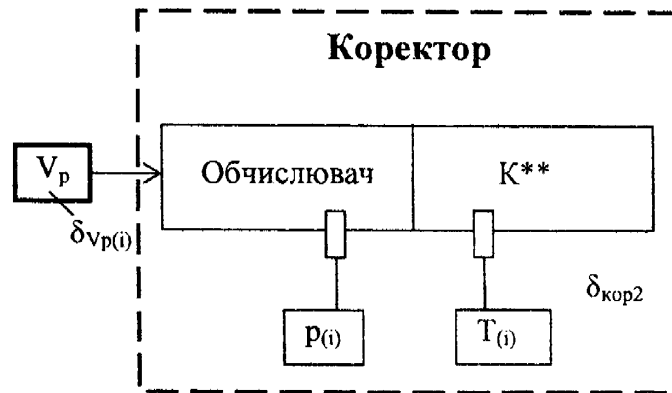 Коректор
Vp
Обчислювач
К**
δVp(i)
δкор2
p(i)
T(i)